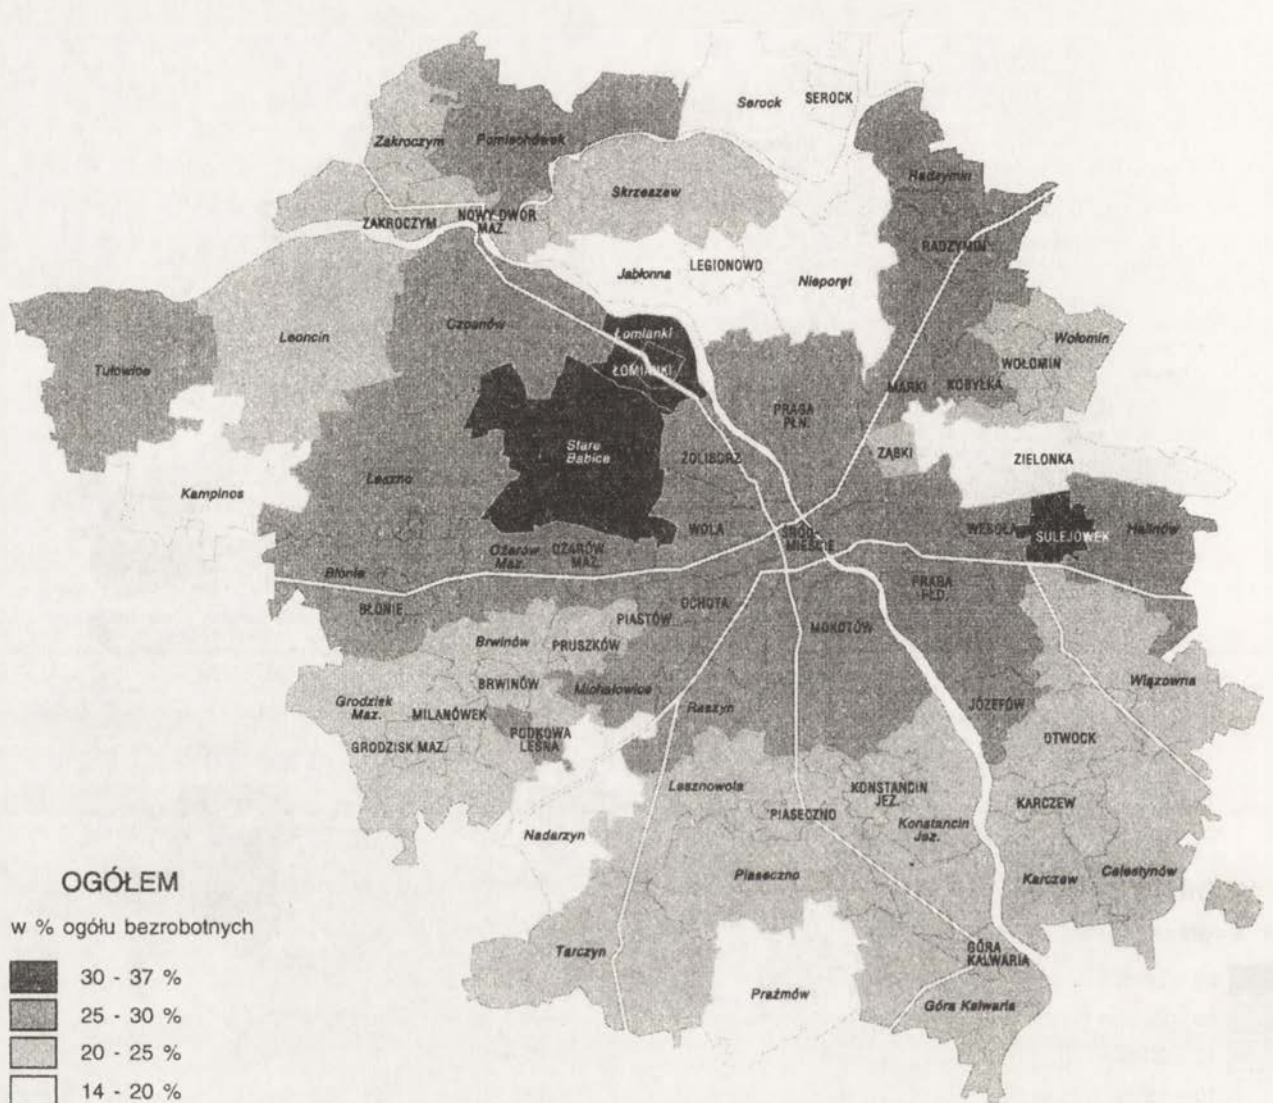 Serock
SEROCK
Zakroczym
Pomiechówek
Radzymin
Skrzeszew
ZAKROCZYM
NOWY DWÓR
MAZ.
RADZYMIN
Jabłonna
LEGIONOWO
Nieporęt
Leoncin
Czosnów
Łomianki
ŁOMIANKI
Wołomin
WOŁOMIN
Tułowice
MARKI
KOBYŁKA
PRAGA
PŁN.
Stare
Babice
ŻOLIBORZ
ZĄBKI
ZIELONKA
Leszno
Kampinos
WOLA
ŚRÓD-
MIEŚCIE
WESOŁA
SULEJÓWEK
Halinów
Ożarów
Maz.
OŻARÓW
MAZ.
Błonie
BŁONIE
PRAGA
PŁD.
OCHOTA
PIASTÓW
MOKOTÓW
Brwinów
PRUSZKÓW
BRWINÓW
Michałowice
Grodzisk
Maz.
MILANÓWEK
Raszyn
JÓZEFÓW
Wiązowna
GRODZISK MAZ.
PODKOWA
LEŚNA
OTWOCK
Lesznowola
KONSTANCIN
JEZ.
KARCZEW
PIASECZNO
Konstancin
Jez.
Nadarzyn
Piaseczno
Karczew
Celestynów
Tarczyn
GÓRA
KALWARIA
Prażmów
Góra Kalwaria
OGÓŁEM
w % ogółu bezrobotnych
30 - 37 %
25 - 30 %
20 - 25 %
14 - 20 %